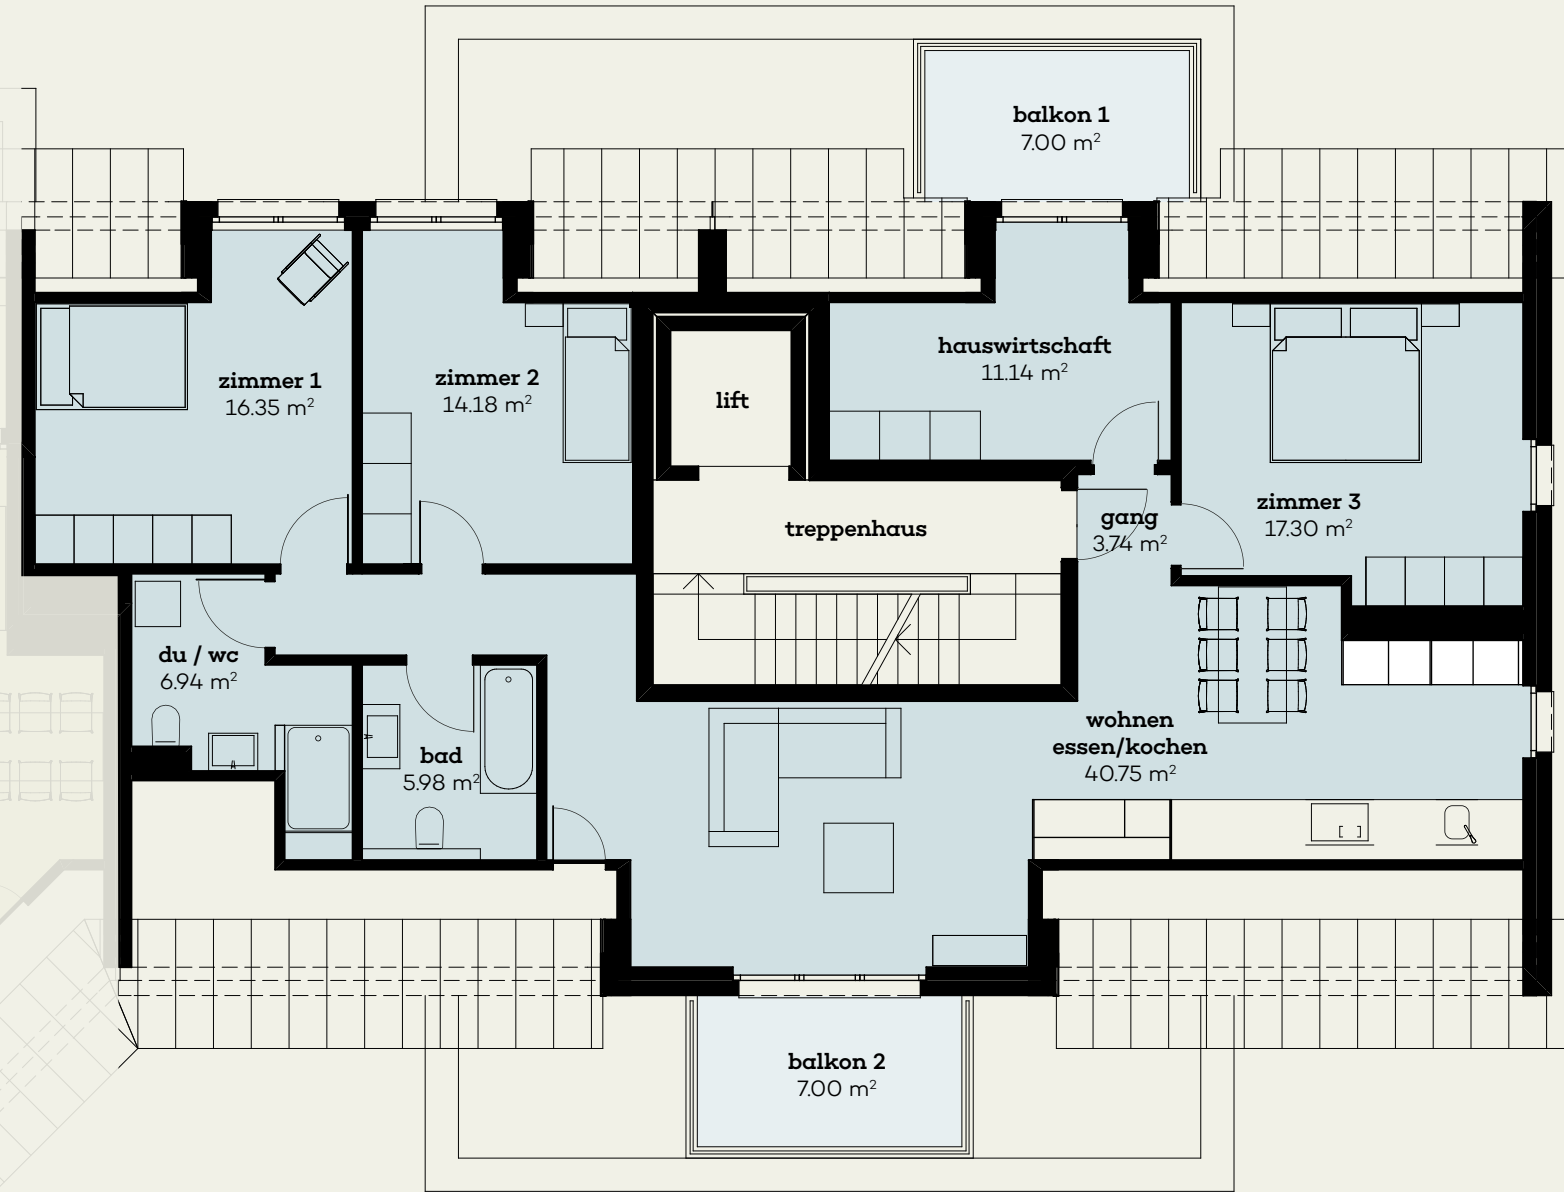 balkon 1
7.00 m²
hauswirtschaft
11.14 m²
zimmer 1
16.35 m²
zimmer 2
14.18 m²
lift
zimmer 3
17.30 m²
treppenhaus
gang
3.74 m²
du / wc
6.94 m²
bad
5.98 m²
wohnen
essen/kochen
40.75 m²
balkon 2
7.00 m²